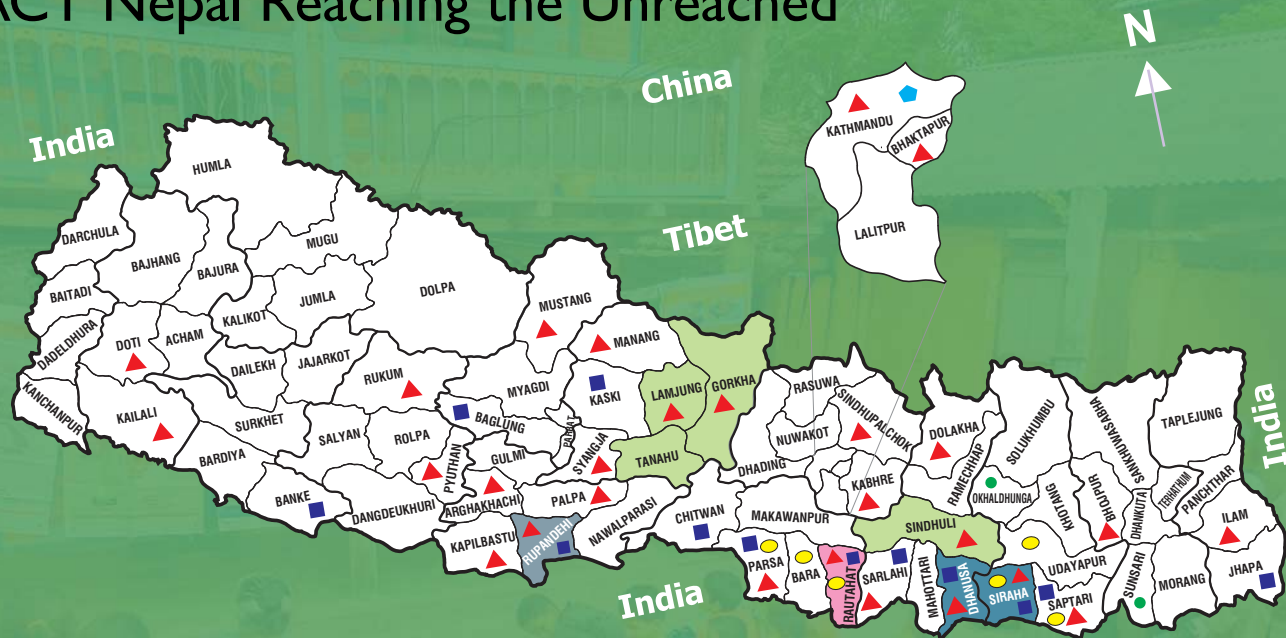 ACT Nepal Reaching the Unreached
N
China
India
Tibet
India
India
KATHMANDU
BHAKTAPUR
LALITPUR
HUMLA
DARCHULA
BAJHANG
BAJURA
MUGU
BAITADI
JUMLA
DOLPA
KALIKOT
DADELDHURA
DOTI
ACHAM
MUSTANG
MANANG
DAILEKH
JAJARKOT
RUKUM
MYAGDI
KASKI
LAMJUNG
GORKHA
KANCHANPUR
KAILALI
SURKHET
SALYAN
ROLPA
BAGLUNG
PARBAT
SYANGJA
TANAHU
BARDIYA
PYUTHAN
GULMI
BANKE
DANGDEUKHURI
ARGHAKHACHI
PALPA
NAWALPARASI
KAPILBASTU
RUPANDEHI
CHITWAN
RASUWA
SINDHUPALCHOK
NUWAKOT
DHADING
KABHRE
MAKAWANPUR
DOLAKHA
RAMECHHAP
SOLUKHUMBU
SANKHUWASABHA
TAPLEJUNG
OKHALDHUNGA
SINDHULI
KHOTANG
BHOJPUR
DHANKUTA
TERHATHUM
PANCHTHAR
ILAM
PARSA
BARA
RAUTAHAT
SARLAHI
MAHOTTARI
DHANUSA
SIRAHA
UDAYAPUR
SAPTARI
SUNSARI
MORANG
JHAPA